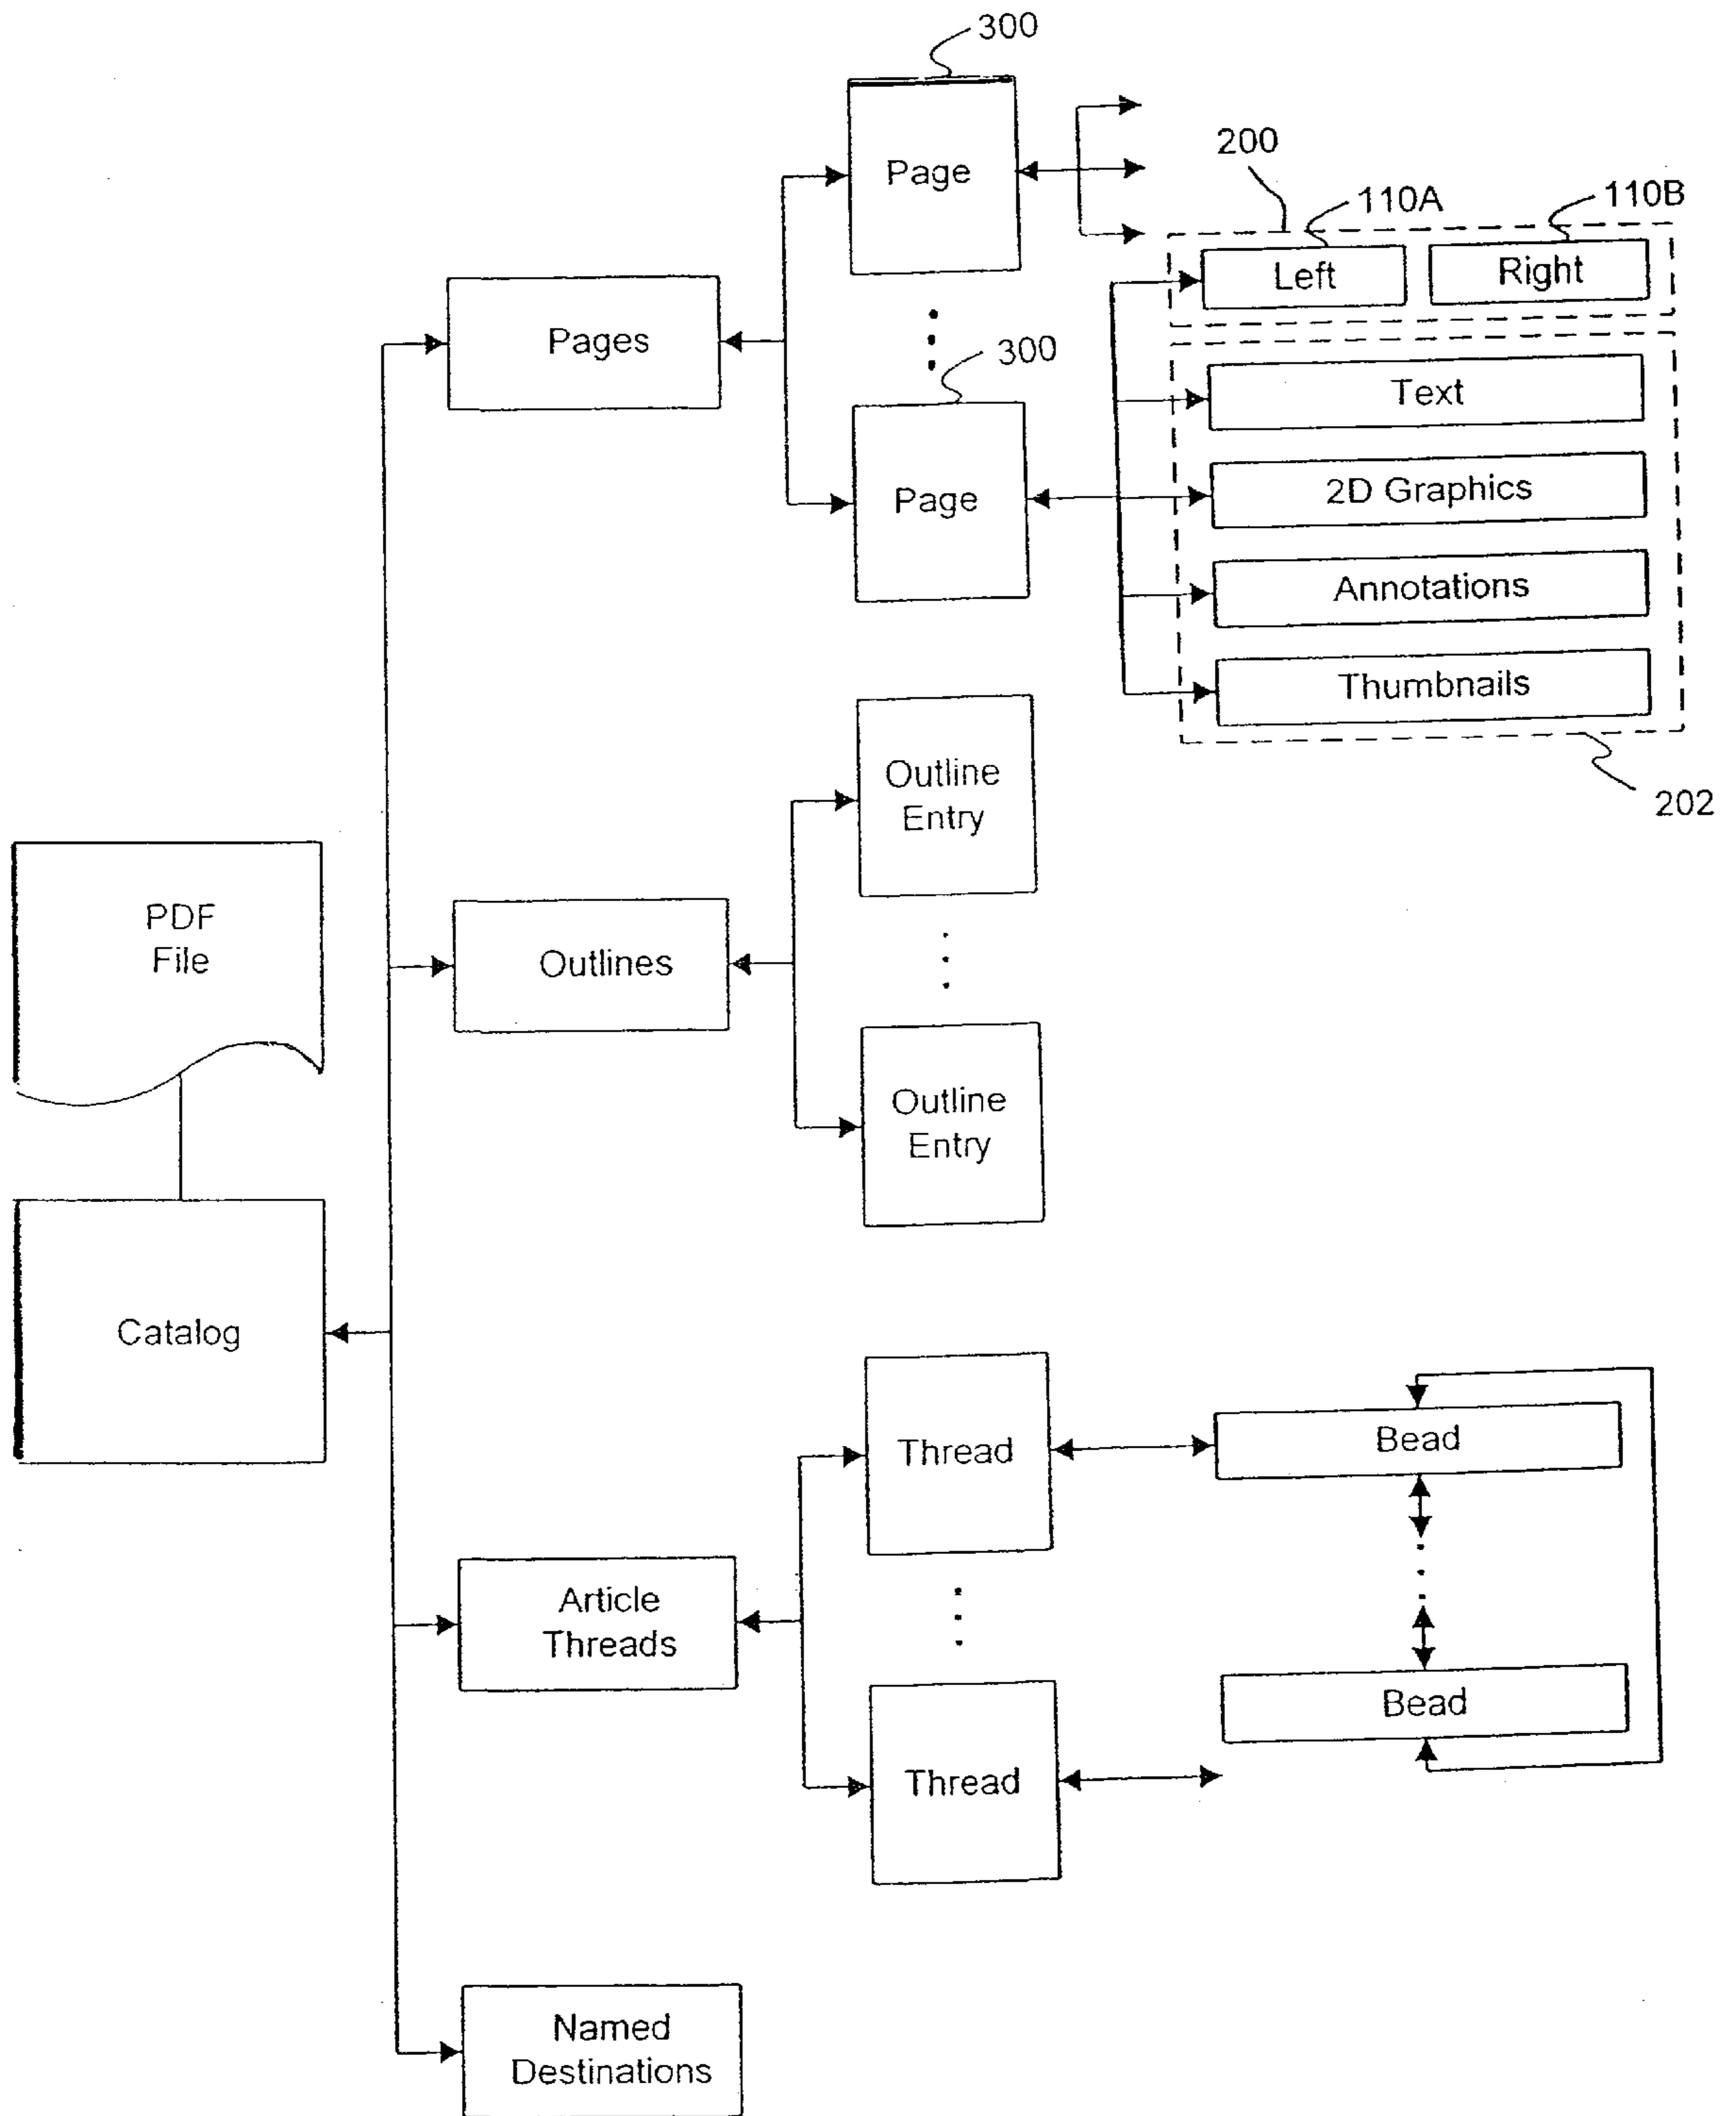 300
Page
200
110A
110B
Left
Right
Pages
300
Text
Page
2D Graphics
Annotations
Thumbnails
202
Outline
Entry
PDF
File
Outlines
Outline
Entry
Catalog
Thread
Bead
Article
Threads
Bead
Thread
Named
Destinations